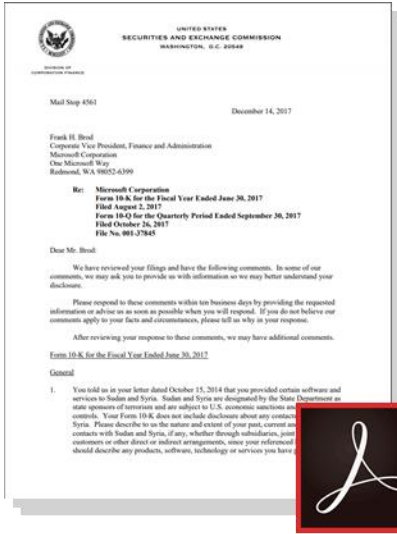 UNITED STATES
SECURITIES AND EXCHANGE COMMISSION
WASHINGTON, D.C. 20549
DIVISION OF
CORPORATION FINANCE
Mail Stop 4561
December 14, 2017
Frank H. Brod
Corporate Vice President, Finance and Administration
Microsoft Corporation
One Microsoft Way
Redmond, WA 98052-6399
Re: Microsoft Corporation
Form 10-K for the Fiscal Year Ended June 30, 2017
Filed August 2, 2017
Form 10-Q for the Quarterly Period Ended September 30, 2017
Filed October 26, 2017
File No. 001-37845
Dear Mr. Brod:
We have reviewed your filings and have the following comments. In some of our
comments, we may ask you to provide us with information so we may better understand your
disclosure.
Please respond to these comments within ten business days by providing the requested
information or advise us as soon as possible when you will respond. If you do not believe our
comments apply to your facts and circumstances, please tell us why in your response.
After reviewing your response to these comments, we may have additional comments.
Form 10-K for the Fiscal Year Ended June 30, 2017
General
1. You told us in your letter dated October 15, 2014 that you provided certain software and
services to Sudan and Syria. Sudan and Syria are designated by the State Department as
state sponsors of terrorism and are subject to U.S. economic sanctions and
controls. Your Form 10-K does not include disclosure about any contacts
Syria. Please describe to us the nature and extent of your past, current and
contacts with Sudan and Syria, if any, whether through subsidiaries, joint
customers or other direct or indirect arrangements, since your referenced
should describe any products, software, technology or services you have